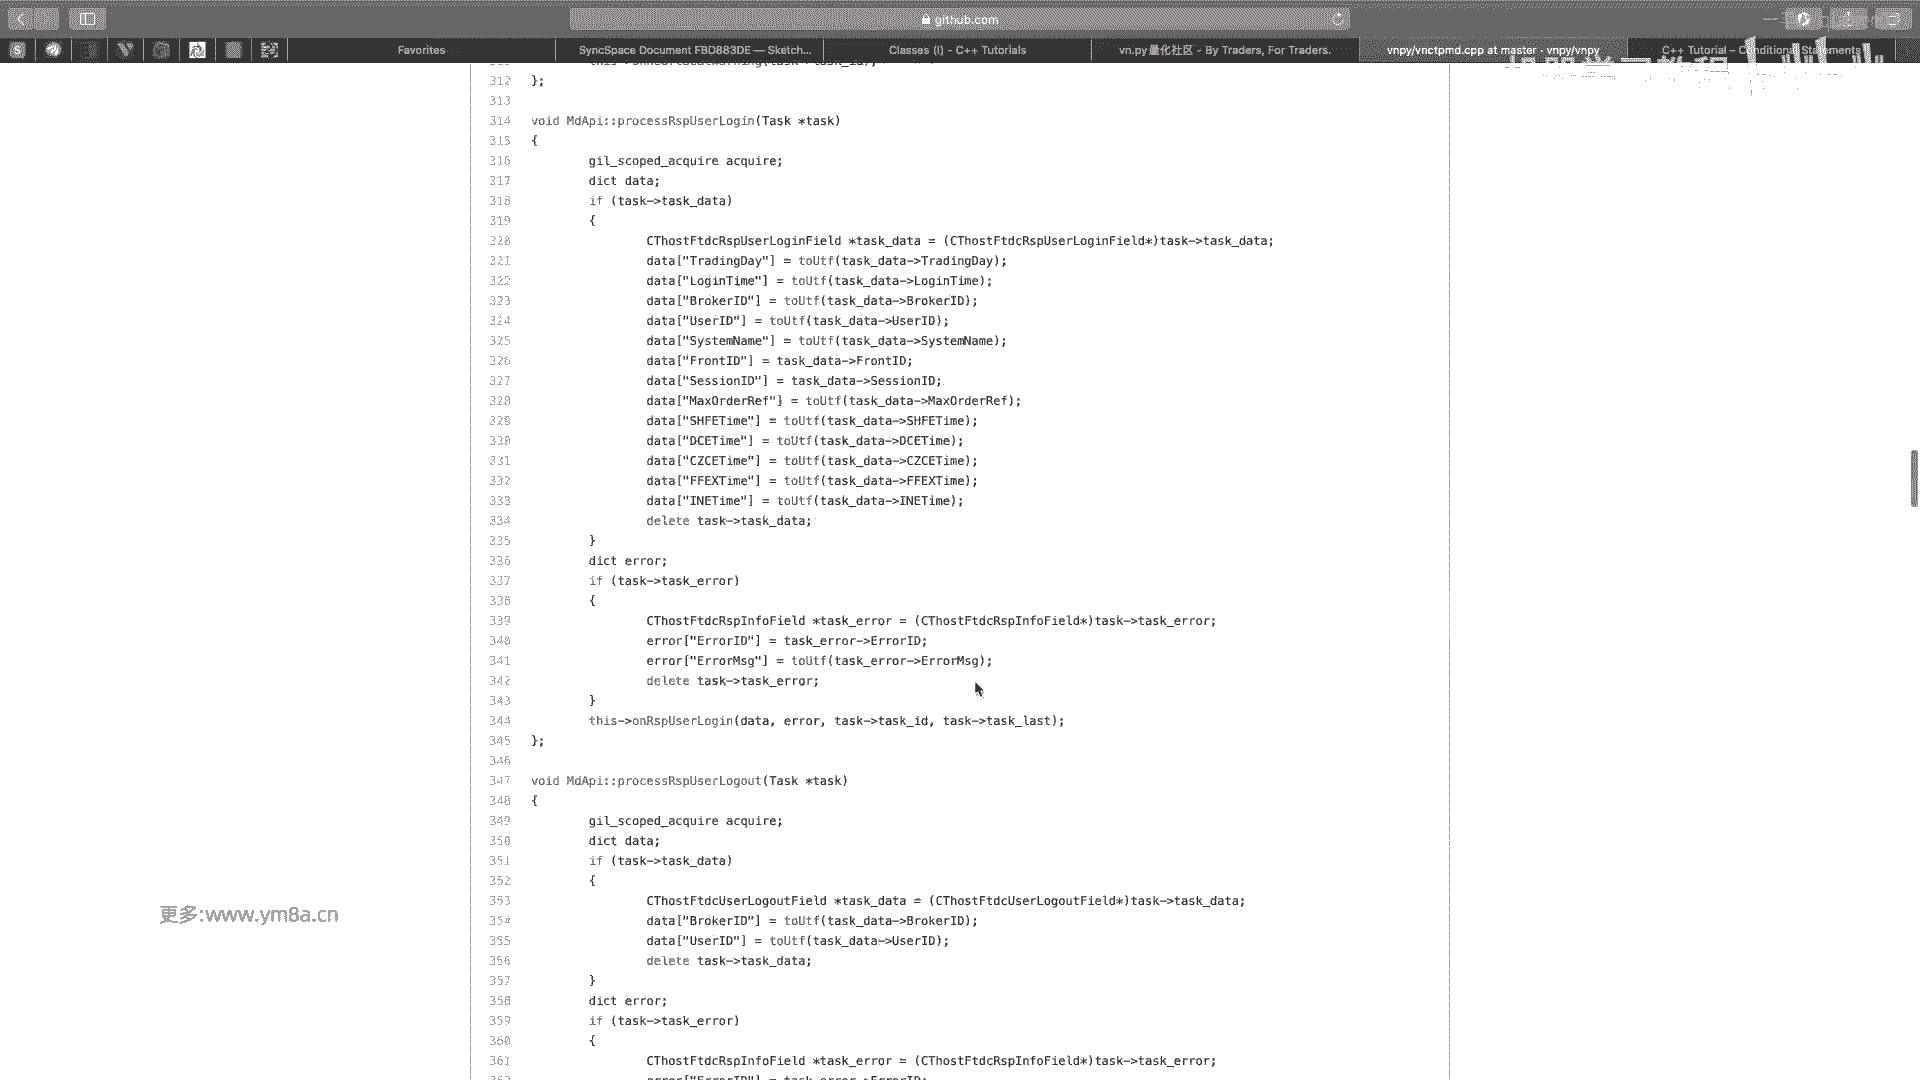 github.com
Favorites
SyncSpace Document FBD883DE — Sketch...
Classes (I) - C++ Tutorials
vn.py量化社区 - By Traders, For Traders.
vnpy/vnctpmd.cpp at master · vnpy/vnpy
C++ Tutorial – Conditional Statements
312 };
313
314 void MdApi::processRspUserLogin(Task *task)
315 {
316 gil_scoped_acquire acquire;
317 dict data;
318 if (task->task_data)
319 {
320 CThostFtdcRspUserLoginField *task_data = (CThostFtdcRspUserLoginField*)task->task_data;
321 data["TradingDay"] = toUtf(task_data->TradingDay);
322 data["LoginTime"] = toUtf(task_data->LoginTime);
323 data["BrokerID"] = toUtf(task_data->BrokerID);
324 data["UserID"] = toUtf(task_data->UserID);
325 data["SystemName"] = toUtf(task_data->SystemName);
326 data["FrontID"] = task_data->FrontID;
327 data["SessionID"] = task_data->SessionID;
328 data["MaxOrderRef"] = toUtf(task_data->MaxOrderRef);
329 data["SHFETime"] = toUtf(task_data->SHFETime);
330 data["DCETime"] = toUtf(task_data->DCETime);
331 data["CZCETime"] = toUtf(task_data->CZCETime);
332 data["FFEXTime"] = toUtf(task_data->FFEXTime);
333 data["INETime"] = toUtf(task_data->INETime);
334 delete task->task_data;
335 }
336 dict error;
337 if (task->task_error)
338 {
339 CThostFtdcRspInfoField *task_error = (CThostFtdcRspInfoField*)task->task_error;
340 error["ErrorID"] = task_error->ErrorID;
341 error["ErrorMsg"] = toUtf(task_error->ErrorMsg);
342 delete task->task_error;
343 }
344 this->onRspUserLogin(data, error, task->task_id, task->task_last);
345 };
346
347 void MdApi::processRspUserLogout(Task *task)
348 {
349 gil_scoped_acquire acquire;
350 dict data;
351 if (task->task_data)
352 {
353 CThostFtdcUserLogoutField *task_data = (CThostFtdcUserLogoutField*)task->task_data;
354 data["BrokerID"] = toUtf(task_data->BrokerID);
355 data["UserID"] = toUtf(task_data->UserID);
356 delete task->task_data;
357 }
358 dict error;
359 if (task->task_error)
360 {
361 CThostFtdcRspInfoField *task_error = (CThostFtdcRspInfoField*)task->task_error;
更多:www.ym8a.cn